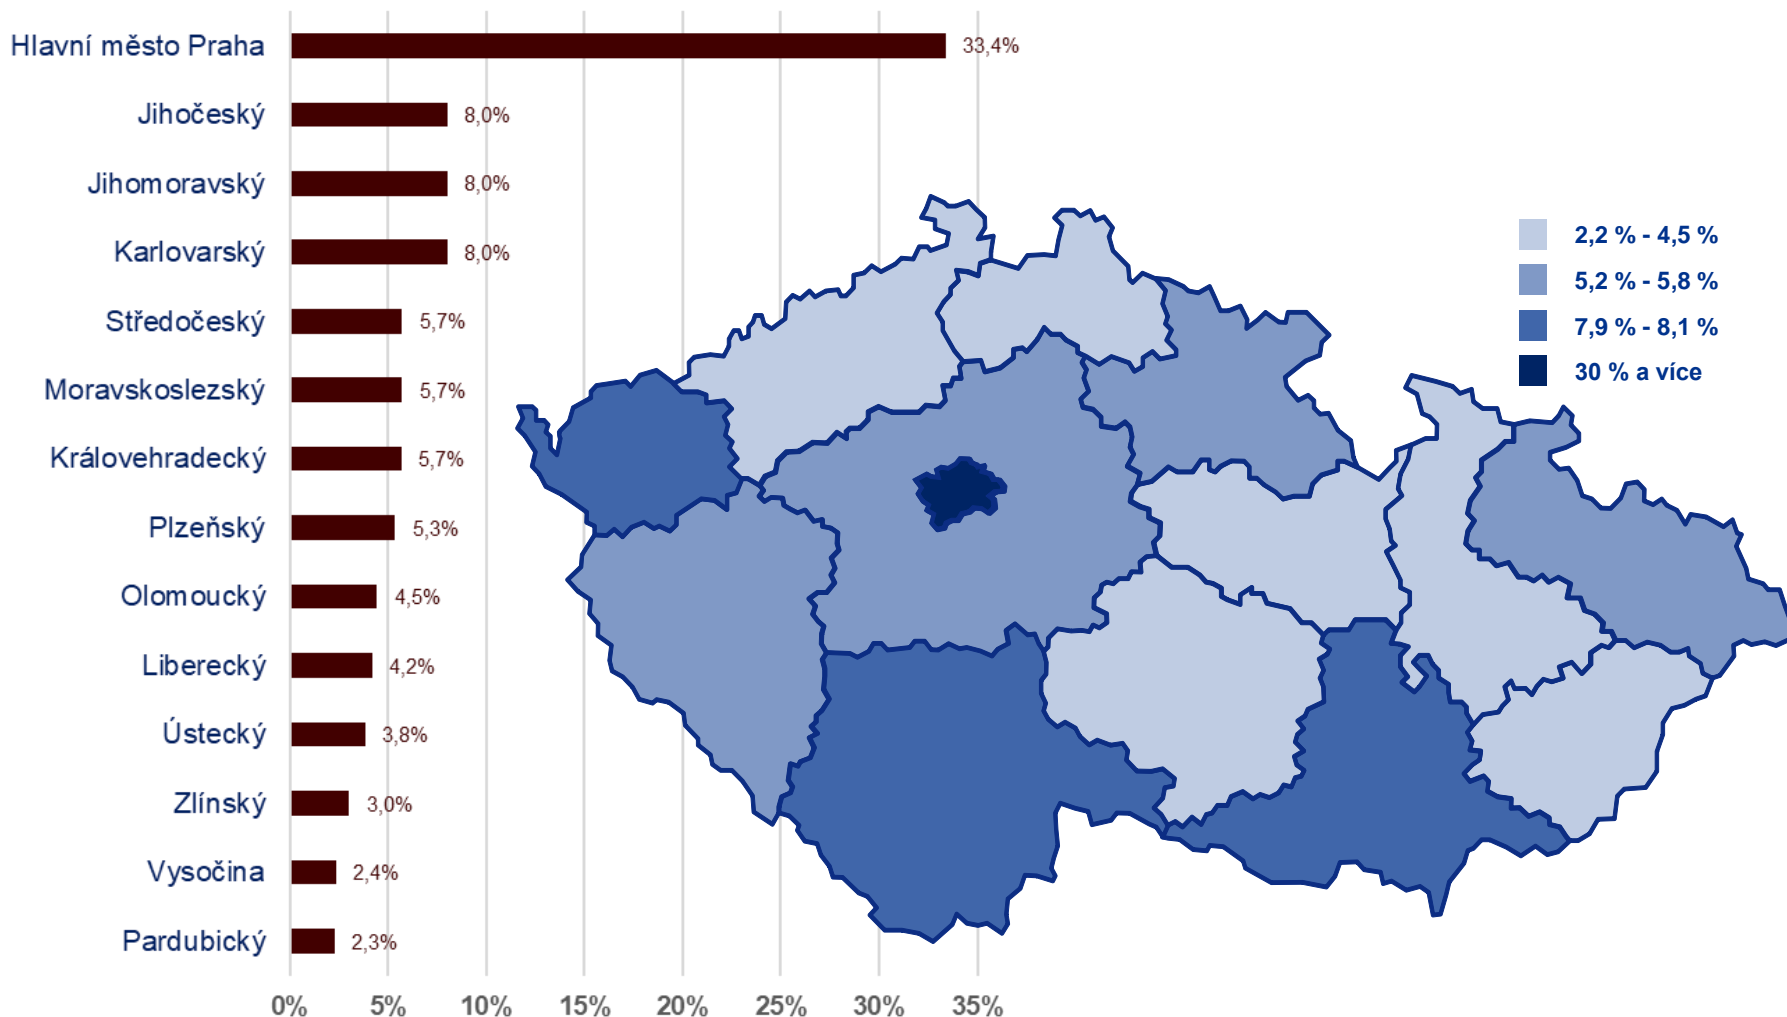 Hlavní město Praha 33,4%
Jihočeský 8,0%
Jihomoravský 8,0%
Karlovarský 8,0%
Středočeský 5,7%
Moravskoslezský 5,7%
Královehradecký 5,7%
Plzeňský 5,3%
Olomoucký 4,5%
Liberecký 4,2%
Ústecký 3,8%
Zlínský 3,0%
Vysočina 2,4%
Pardubický 2,3%
0% 5% 10% 15% 20% 25% 30% 35%
2,2 % - 4,5 %
5,2 % - 5,8 %
7,9 % - 8,1 %
30 % a více